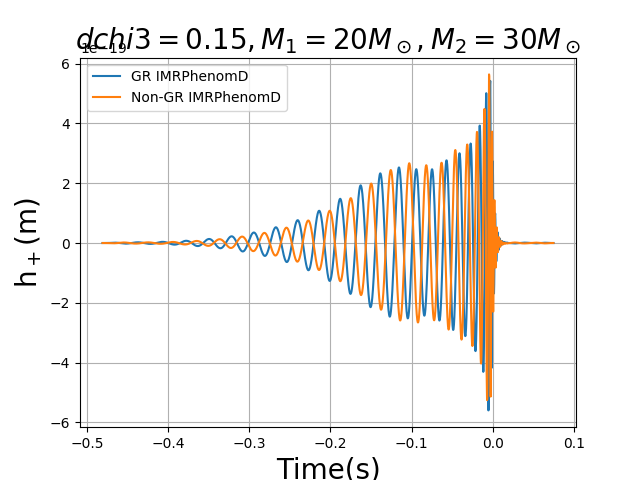 dchi3 = 0.15, M₁ = 20M⊙, M₂ = 30M⊙
1e−19
GR IMRPhenomD
Non-GR IMRPhenomD
6
4
2
0
−2
−4
−6
h₊(m)
−0.5 −0.4 −0.3 −0.2 −0.1 0.0 0.1
Time(s)